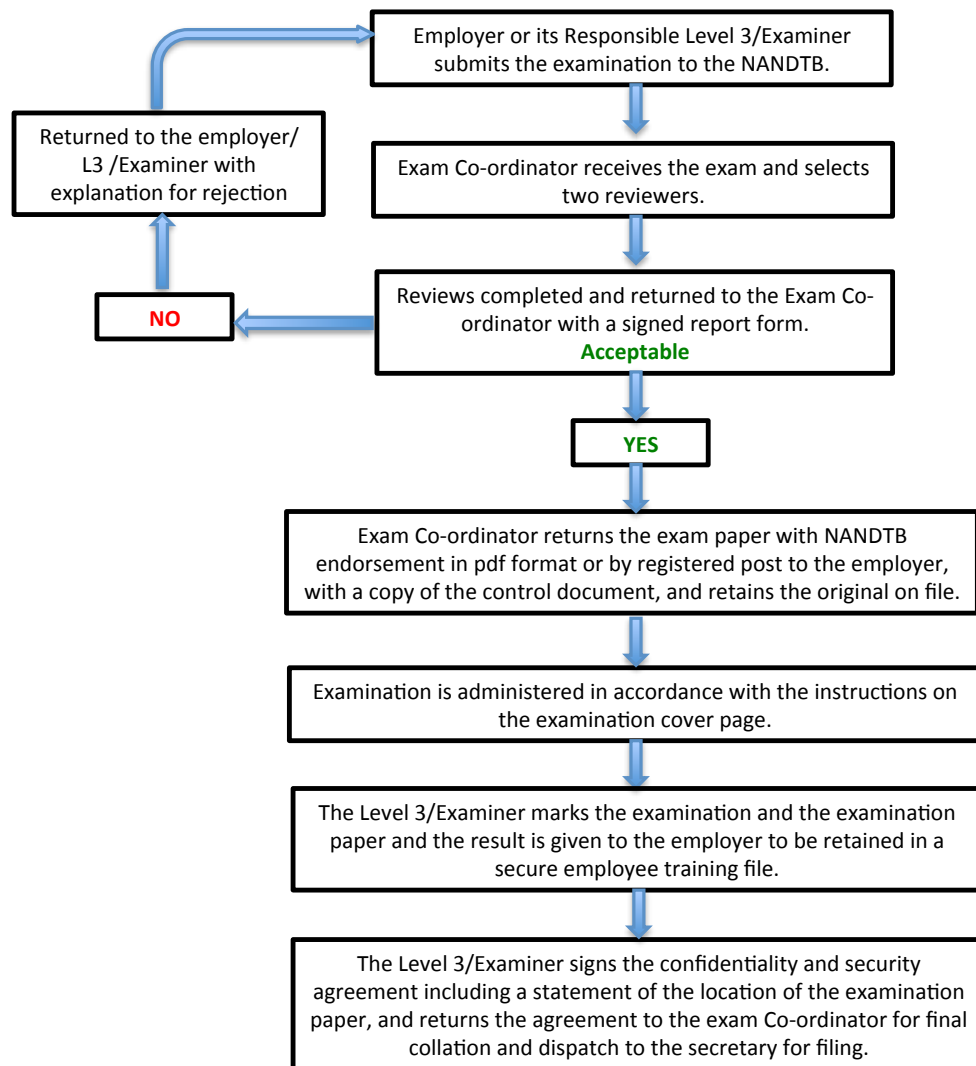 Employer or its Responsible Level 3/Examiner
submits the examination to the NANDTB.
Returned to the employer/
L3 /Examiner with
explanation for rejection
Exam Co-ordinator receives the exam and selects
two reviewers.
NO
Reviews completed and returned to the Exam Co-
ordinator with a signed report form.
Acceptable
YES
Exam Co-ordinator returns the exam paper with NANDTB
endorsement in pdf format or by registered post to the employer,
with a copy of the control document, and retains the original on file.
Examination is administered in accordance with the instructions on
the examination cover page.
The Level 3/Examiner marks the examination and the examination
paper and the result is given to the employer to be retained in a
secure employee training file.
The Level 3/Examiner signs the confidentiality and security
agreement including a statement of the location of the examination
paper, and returns the agreement to the exam Co-ordinator for final
collation and dispatch to the secretary for filing.